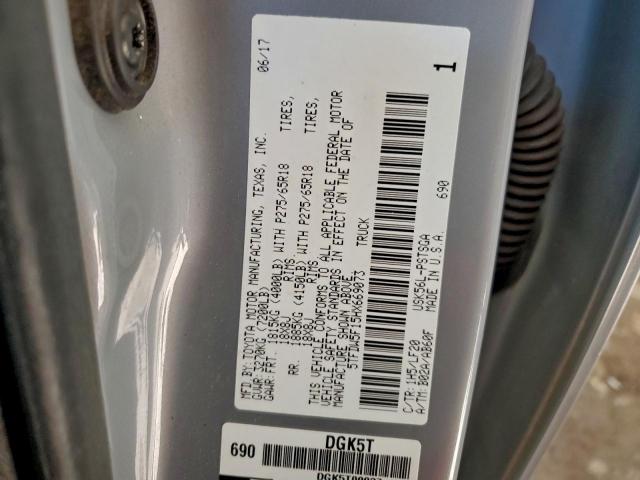 MFD.BY:TOYOTA MOTOR MANUFACTURING, TEXAS, INC. 06/17
GVWR:3270KG(7200LB)
GAWR:FRT. 1815KG (4000LB) WITH P275/65R18 TIRES,
18X8J RIMS
RR. 1885KG (4150LB) WITH P275/65R18 TIRES,
18X8J RIMS
THIS VEHICLE CONFORMS TO ALL APPLICABLE FEDERAL MOTOR
VEHICLE SAFETY STANDARDS IN EFFECT ON THE DATE OF
MANUFACTURE SHOWN ABOVE.
5TFDW5F15HX669073 TRUCK
1
C/TR:1H5/LF20 USK56L-PSTSGA 690
A/TM:B02A/AB60F MADE IN U.S.A.
690 DGK5T